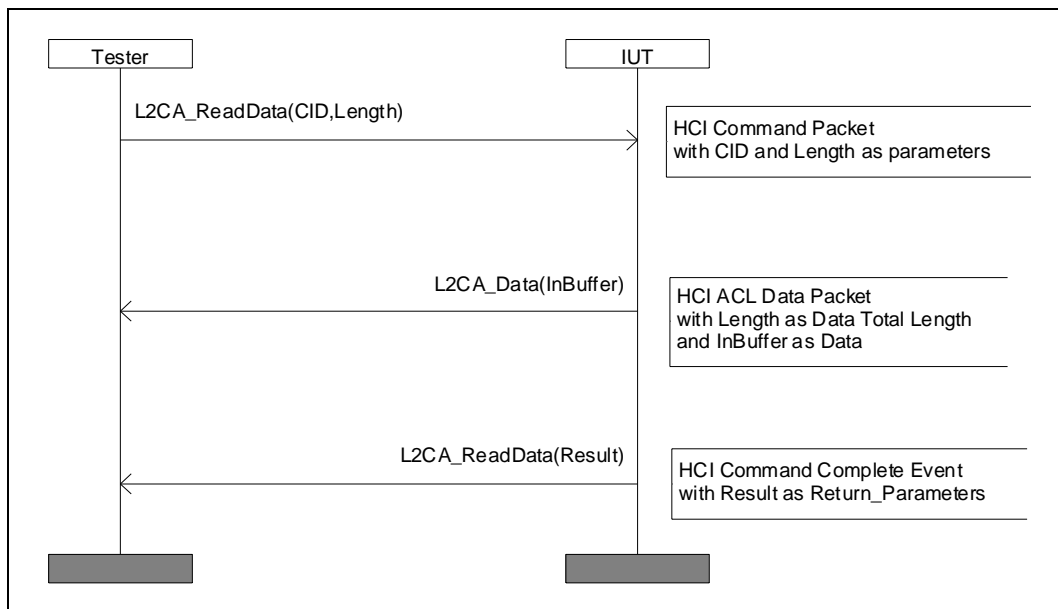 Tester
IUT
L2CA_ReadData(CID,Length)
HCI Command Packet
with CID and Length as parameters
L2CA_Data(InBuffer)
HCI ACL Data Packet
with Length as Data Total Length
and InBuffer as Data
L2CA_ReadData(Result)
HCI Command Complete Event
with Result as Return_Parameters